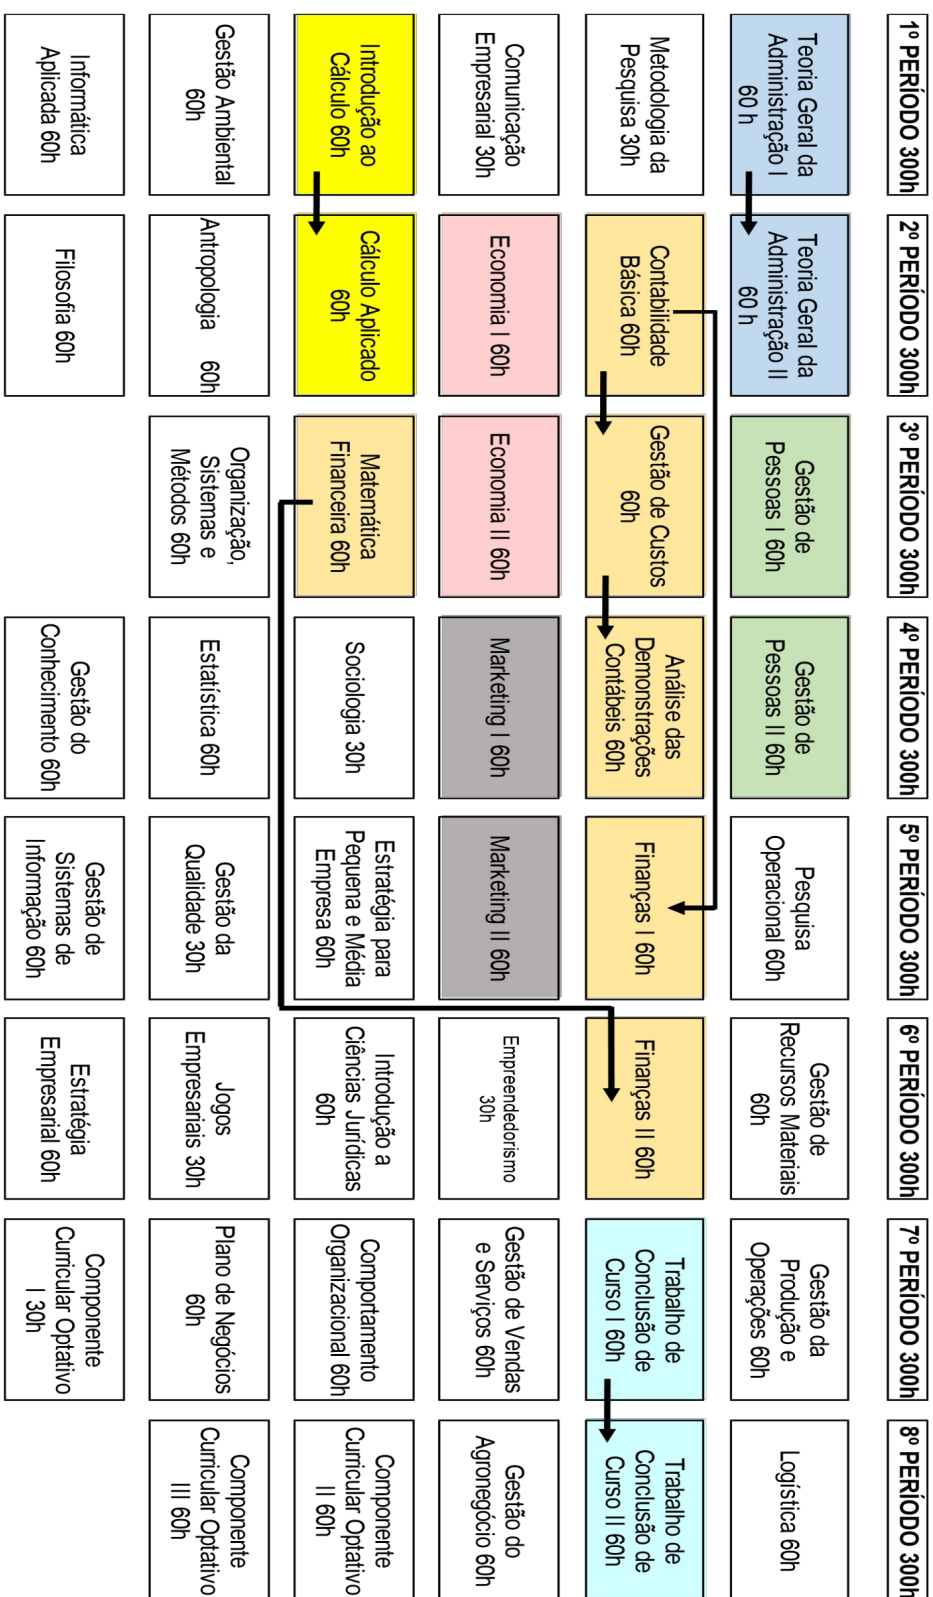 1º PERÍODO 300h
2º PERÍODO 300h
3º PERÍODO 300h
4º PERÍODO 300h
5º PERÍODO 300h
6º PERÍODO 300h
7º PERÍODO 300h
8º PERÍODO 300h
Teoria Geral da
Administração I
60 h
Teoria Geral da
Administração II
60 h
Gestão de
Pessoas I 60h
Gestão de
Pessoas II 60h
Pesquisa
Operacional 60h
Gestão de
Recursos Materiais
60h
Gestão da
Produção e
Operações 60h
Logística 60h
Metodologia da
Pesquisa 30h
Contabilidade
Básica 60h
Gestão de Custos
60h
Análise das
Demonstrações
Contábeis 60h
Finanças I 60h
Finanças II 60h
Trabalho de
Conclusão de
Curso I 60h
Trabalho de
Conclusão de
Curso II 60h
Comunicação
Empresarial 30h
Economia I 60h
Economia II 60h
Marketing I 60h
Marketing II 60h
Empreendedorismo
30h
Gestão de Vendas
e Serviços 60h
Gestão do
Agronegócio 60h
Introdução ao
Cálculo 60h
Cálculo Aplicado
60h
Matemática
Financeira 60h
Sociologia 30h
Estratégia para
Pequena e Média
Empresa 60h
Introdução a
Ciências Jurídicas
60h
Comportamento
Organizacional 60h
Componente
Curricular Optativo
II 60h
Gestão Ambiental
60h
Antropologia 60h
Organização,
Sistemas e
Métodos 60h
Estatística 60h
Gestão da
Qualidade 30h
Jogos
Empresariais 30h
Plano de Negócios
60h
Componente
Curricular Optativo
III 60h
Informática
Aplicada 60h
Filosofia 60h
Gestão do
Conhecimento 60h
Gestão de
Sistemas de
Informação 60h
Estratégia
Empresarial 60h
Componente
Curricular Optativo
I 30h